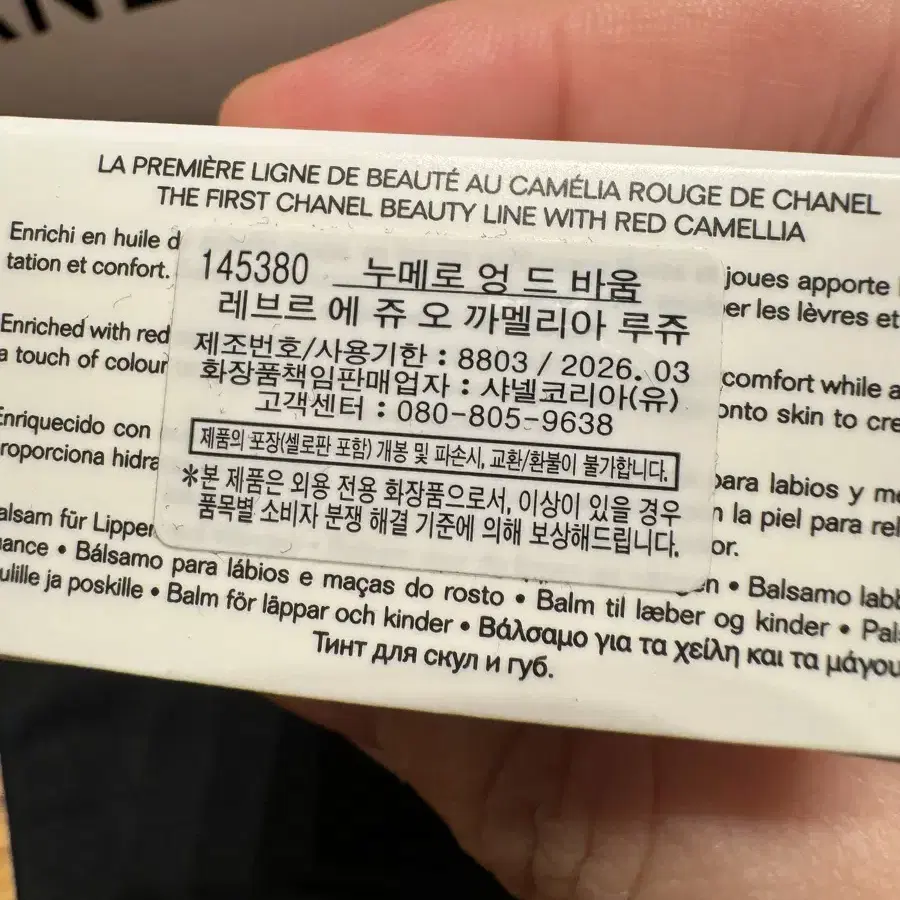 LA PREMIÈRE LIGNE DE BEAUTÉ AU CAMÉLIA ROUGE DE CHANEL
THE FIRST CHANEL BEAUTY LINE WITH RED CAMELLIA
Enrichi en huile d
joues apporte
tation et confort.
er les lèvres et
145380 누메로 엉 드 바움
레브르 에 쥬 오 까멜리아 루쥬
제조번호/사용기한 : 8803 / 2026. 03
화장품책임판매업자 : 샤넬코리아(유)
고객센터 : 080-805-9638
제품의 포장(셀로판 포함) 개봉 및 파손시, 교환/환불이 불가합니다.
*본 제품은 외용 전용 화장품으로서, 이상이 있을 경우
품목별 소비자 분쟁 해결 기준에 의해 보상해드립니다.
Enriched with red
comfort while a
a touch of colour
onto skin to cre
Enriquecido con
para labios y me
roporciona hidra
n la piel para rel
or.
alsam für Lippen
en • Balsamo labb
ance • Bálsamo para lábios e maças do rosto • Balm til læber og kinder • Pal
ulille ja poskille • Balm för läppar och kinder • Βάλσαμο για τα χείλη και τα μάγου
Тинт для скул и губ.